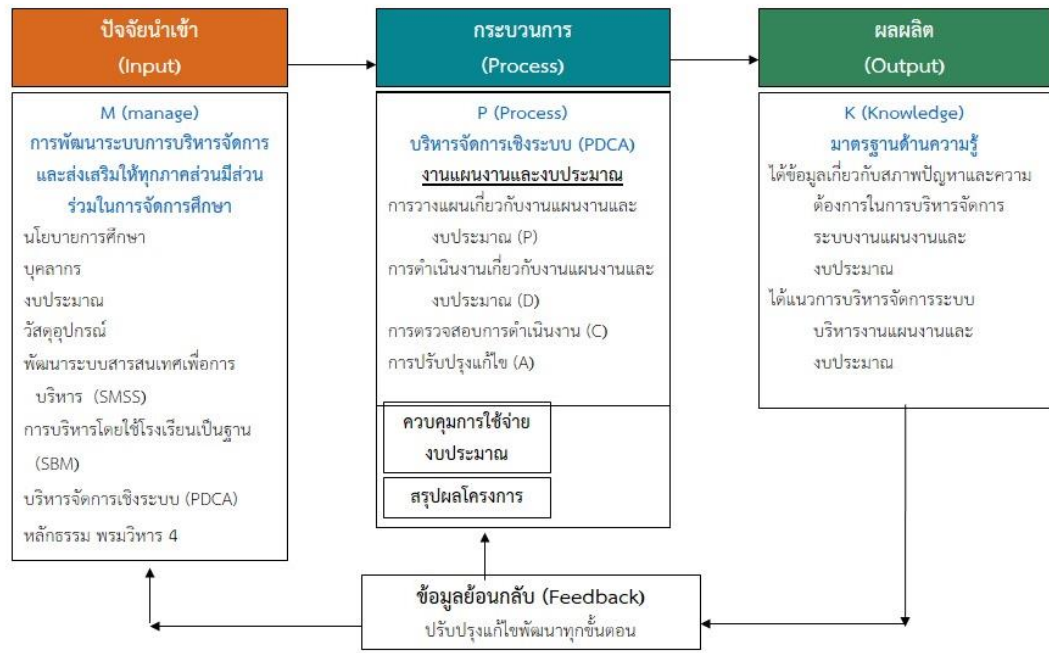 ปัจจัยนำเข้า
(Input)
กระบวนการ
(Process)
ผลผลิต
(Output)
M (manage)
การพัฒนาระบบการบริหารจัดการ
และส่งเสริมให้ทุกภาคส่วนมีส่วน
ร่วมในการจัดการศึกษา
นโยบายการศึกษา
บุคลากร
งบประมาณ
วัสดุอุปกรณ์
พัฒนาระบบสารสนเทศเพื่อการ
บริหาร (SMSS)
การบริหารโดยใช้โรงเรียนเป็นฐาน
(SBM)
บริหารจัดการเชิงระบบ (PDCA)
หลักธรรม พรมวิหาร 4
P (Process)
บริหารจัดการเชิงระบบ (PDCA)
งานแผนงานและงบประมาณ
การวางแผนเกี่ยวกับงานแผนงานและ
งบประมาณ (P)
การดำเนินงานเกี่ยวกับงานแผนงานและ
งบประมาณ (D)
การตรวจสอบการดำเนินงาน (C)
การปรับปรุงแก้ไข (A)
ควบคุมการใช้จ่าย
งบประมาณ
สรุปผลโครงการ
K (Knowledge)
มาตรฐานด้านความรู้
ได้ข้อมูลเกี่ยวกับสภาพปัญหาและความ
ต้องการในการบริหารจัดการ
ระบบงานแผนงานและ
งบประมาณ
ได้แนวการบริหารจัดการระบบ
บริหารงานแผนงานและ
งบประมาณ
ข้อมูลย้อนกลับ (Feedback)
ปรับปรุงแก้ไขพัฒนาทุกขั้นตอน